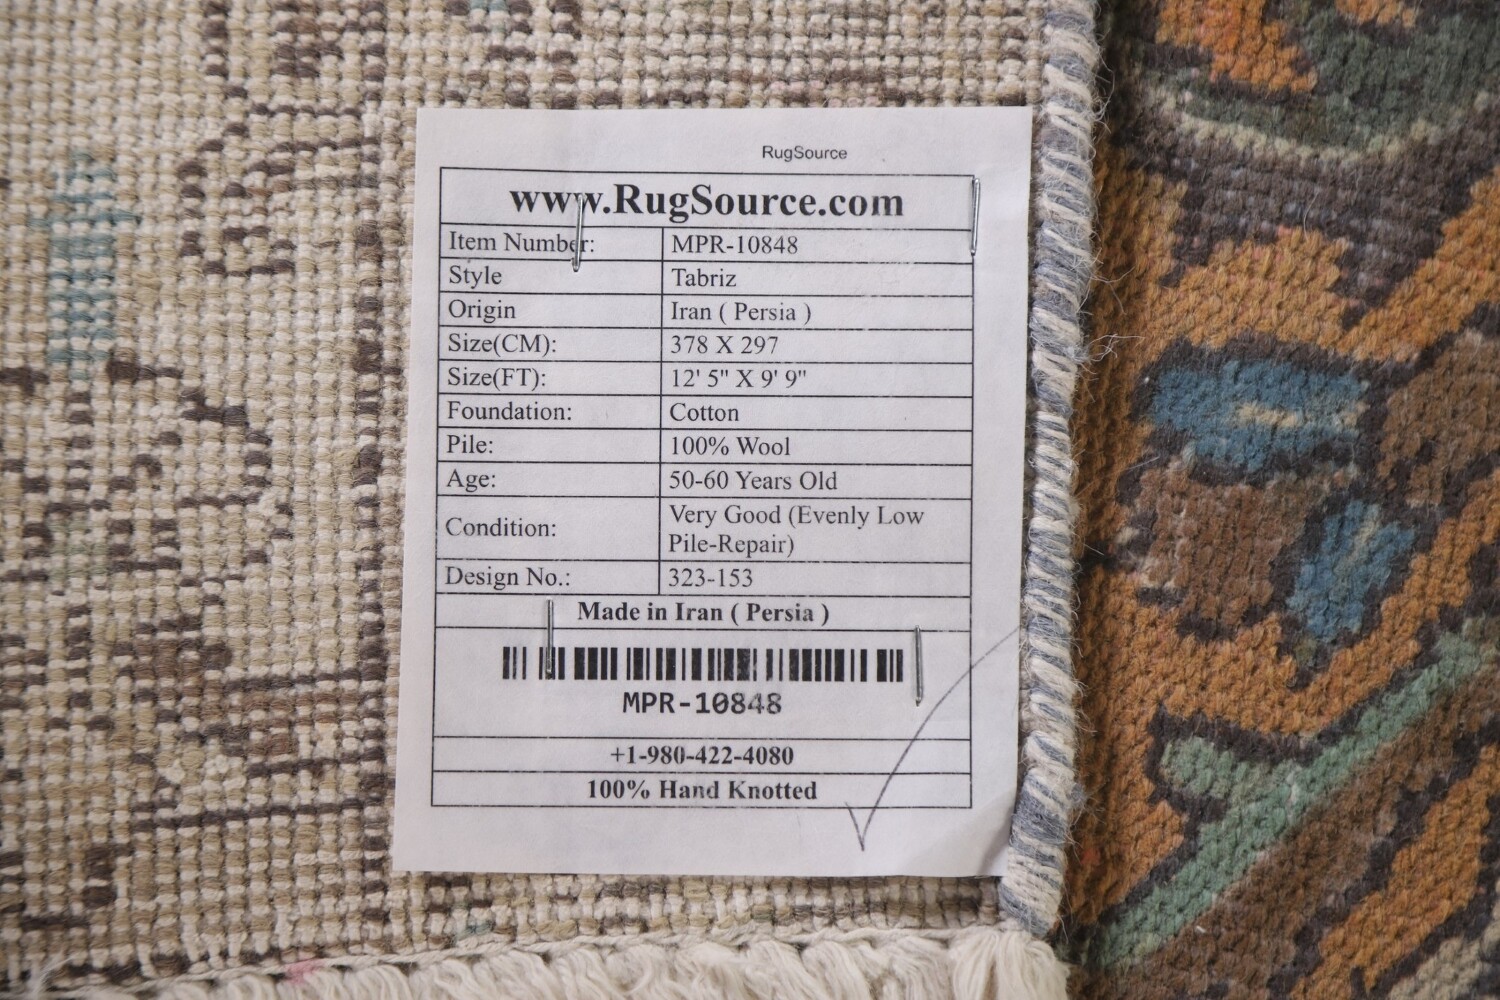 RugSource
www.RugSource.com
Item Number: MPR-10848
Style Tabriz
Origin Iran ( Persia )
Size(CM): 378 X 297
Size(FT): 12' 5" X 9' 9"
Foundation: Cotton
Pile: 100% Wool
Age: 50-60 Years Old
Condition: Very Good (Evenly Low
Pile-Repair)
Design No.: 323-153
Made in Iran ( Persia )
MPR-10848
+1-980-422-4080
100% Hand Knotted